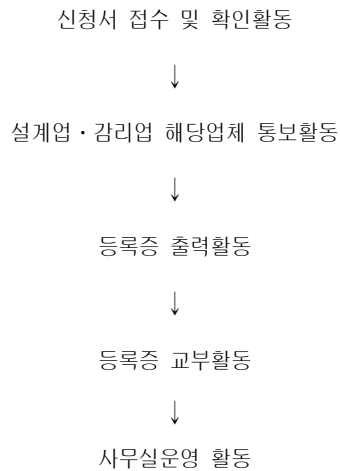 신청서 접수 및 확인활동
↓
설계업·감리업 해당업체 통보활동
↓
등록증 출력활동
↓
등록증 교부활동
↓
사무실운영 활동